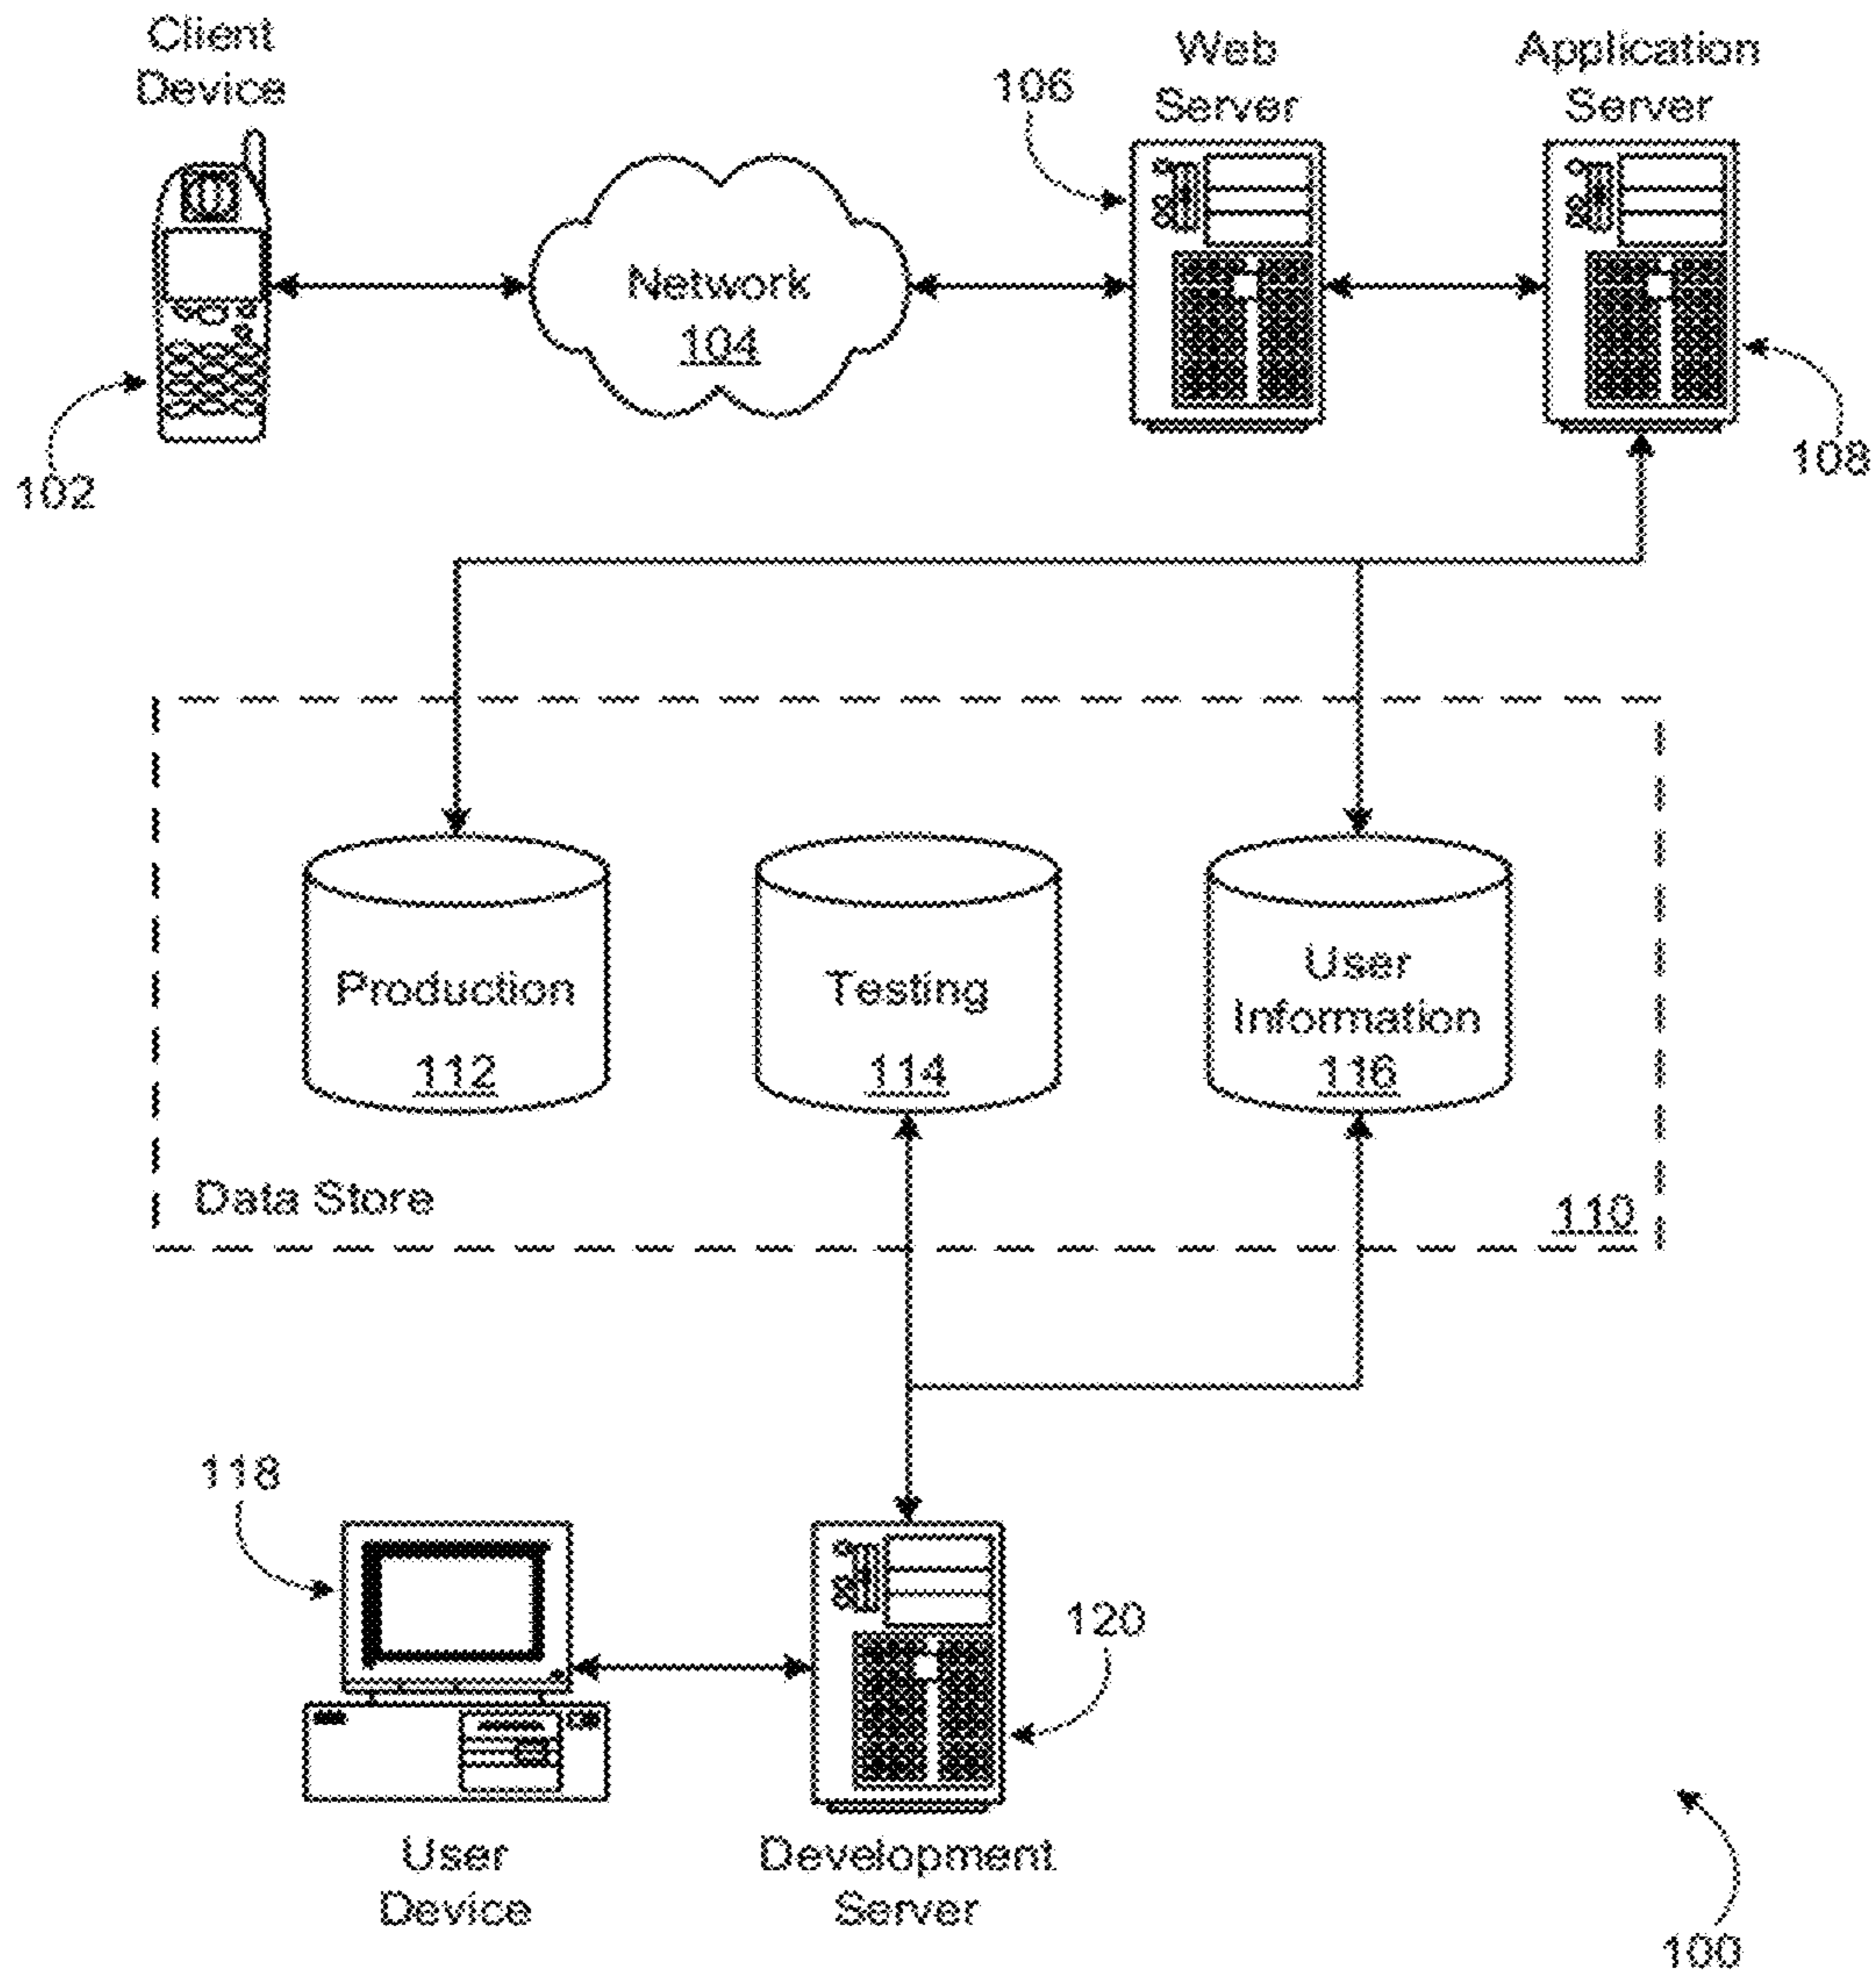 Client
Device
Web
Server
Application
Server
106
Network
104
102
108
Production
112
Testing
114
User
Information
116
Data Store
110
118
120
User
Device
Development
Server
100